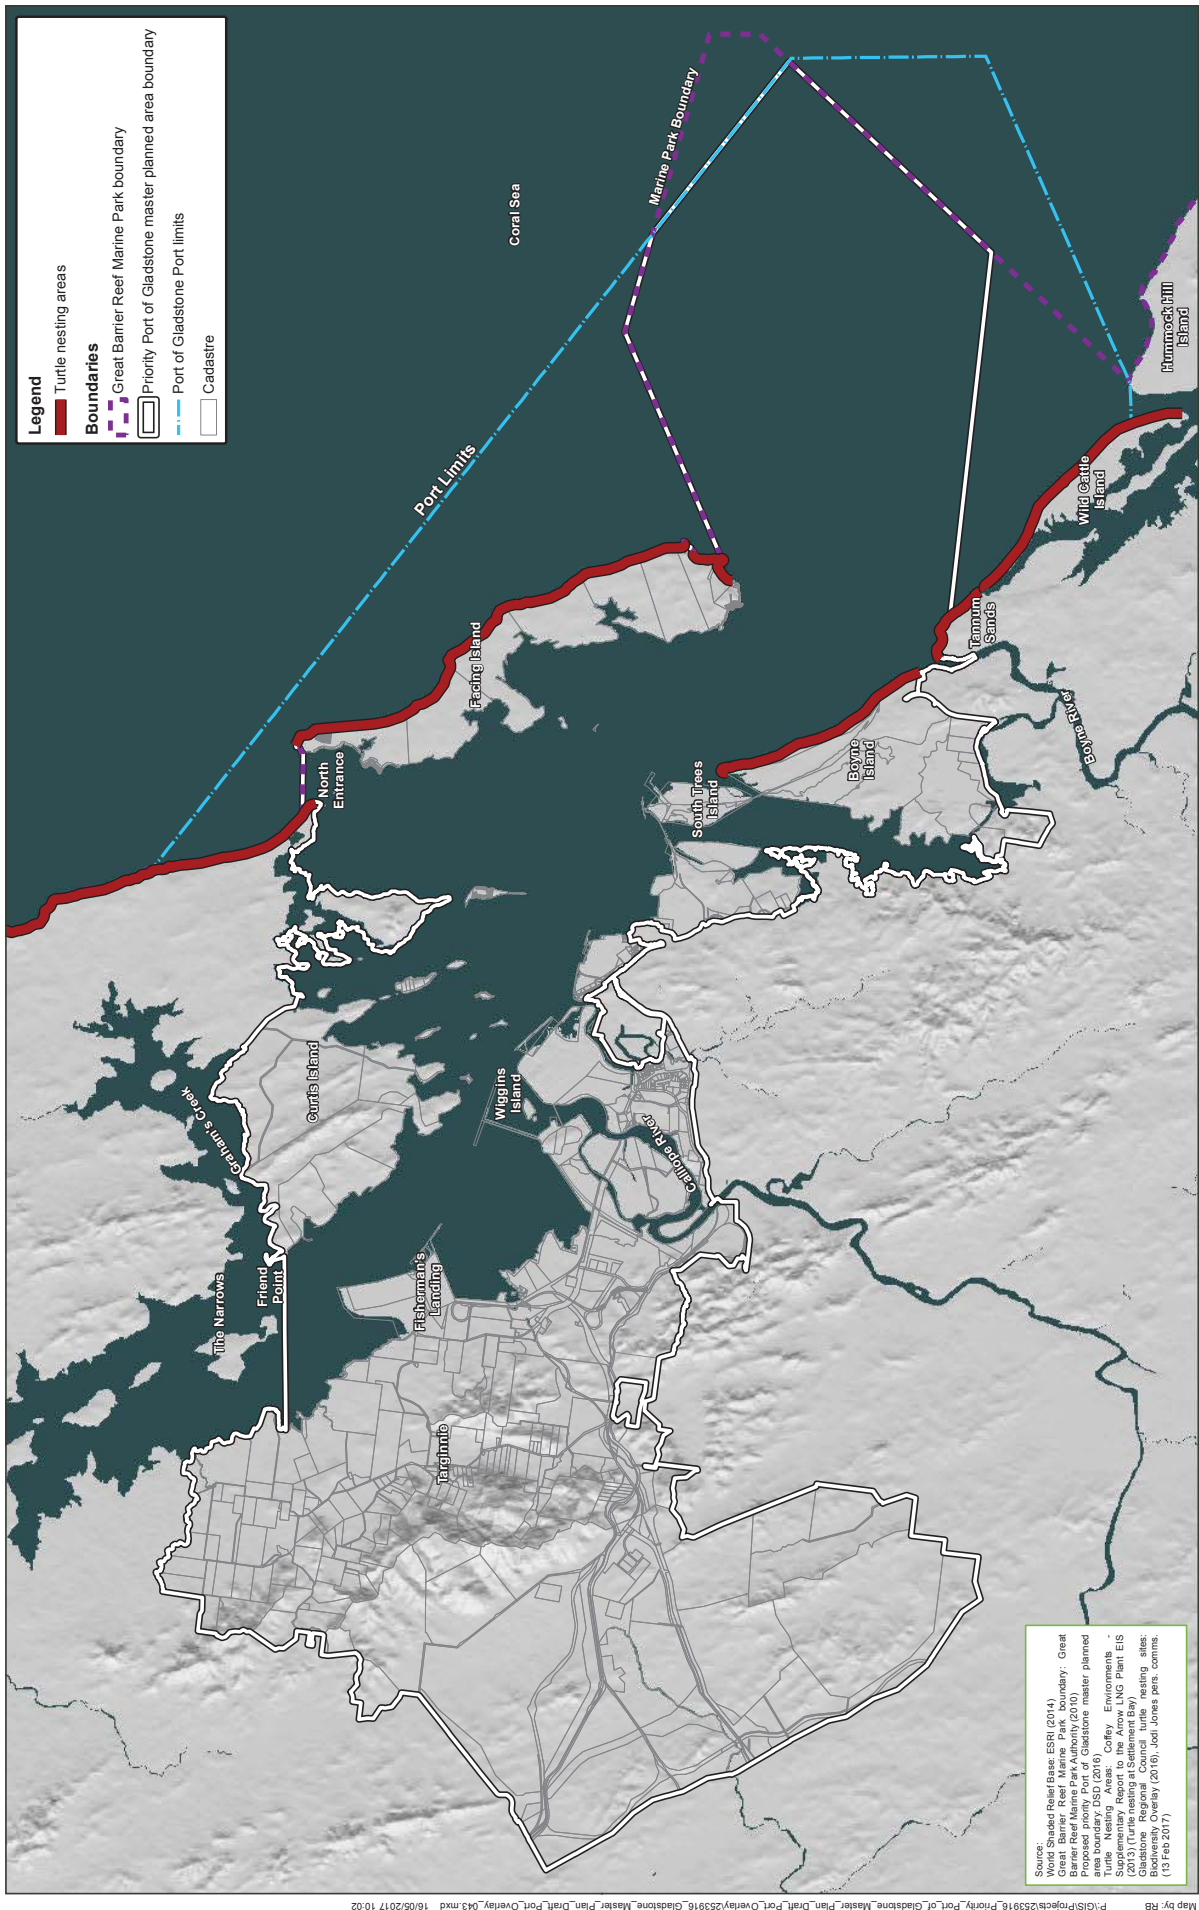 Legend
Turtle nesting areas
Boundaries
Great Barrier Reef Marine Park boundary
Priority Port of Gladstone master planned area boundary
Port of Gladstone Port limits
Cadastre
Coral Sea
Marine Park Boundary
Port Limits
Hummock Hill
Island
Wild Cattle
Island
Tannum
Sands
Facing Island
Boyne River
Boyne
Island
South Trees
Island
North
Entrance
Curtis Island
Graham's Creek
Wiggins
Island
Calliope River
The Narrows
Friend
Point
Fisherman's
Landing
Targinnie
Source:
World Shaded Relief Base: ESRI (2014)
Great Barrier Reef Marine Park boundary: Great
Barrier Reef Marine Park Authority (2010)
Proposed priority Port of Gladstone master planned
area boundary: DSD (2016)
Turtle Nesting Areas: Coffey Environments -
Supplementary Report to the Arrow LNG Plant EIS
(2013) (Turtle nesting at Settlement Bay)
Gladstone Regional Council turtle nesting sites:
Biodiversity Overlay (2016), Jodi Jones pers. comms.
(13 Feb 2017)
Map by: RB
P:\GIS\Projects\253916_Priority_Port_of_Gladstone_Master_Plan_Draft_Port_Overlay\253916_Gladstone_Master_Plan_Draft_Port_Overlay_043.mxd
16/05/2017 10:02